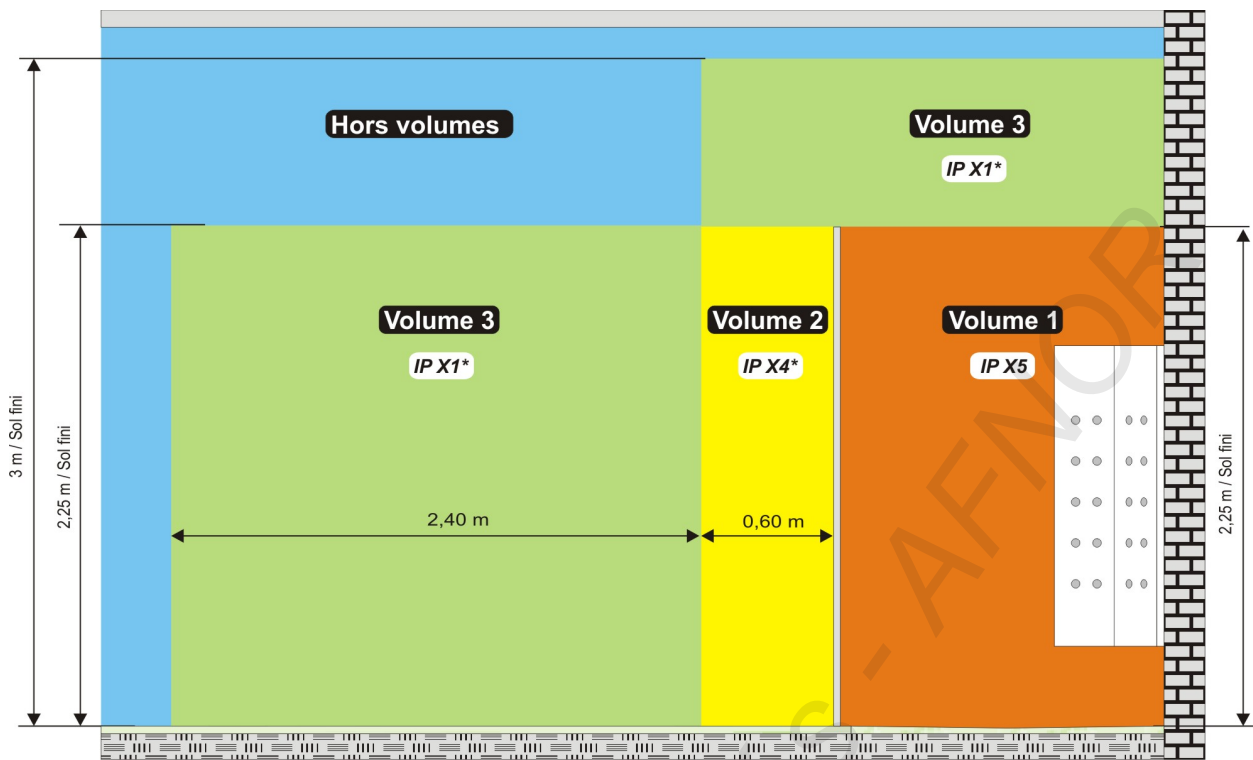 Hors volumes
Volume 3
IP X1*
Volume 3
IP X1*
Volume 2
IP X4*
Volume 1
IP X5
2,40 m
0,60 m
3 m / Sol fini
2,25 m / Sol fini
2,25 m / Sol fini
S - AFNOR